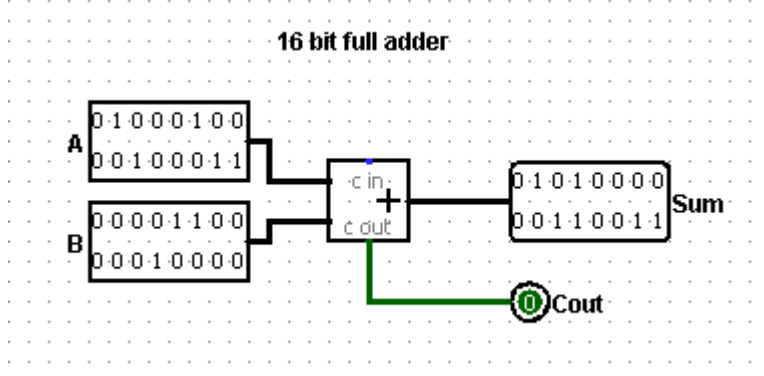 16 bit full adder
A
0 1 0 0 0 1 0 0
0 0 1 0 0 0 1 1
B
0 0 0 0 1 1 0 0
0 0 0 1 0 0 0 0
c in
+
c out
0 1 0 1 0 0 0 0
0 0 1 1 0 0 1 1
Sum
0
Cout